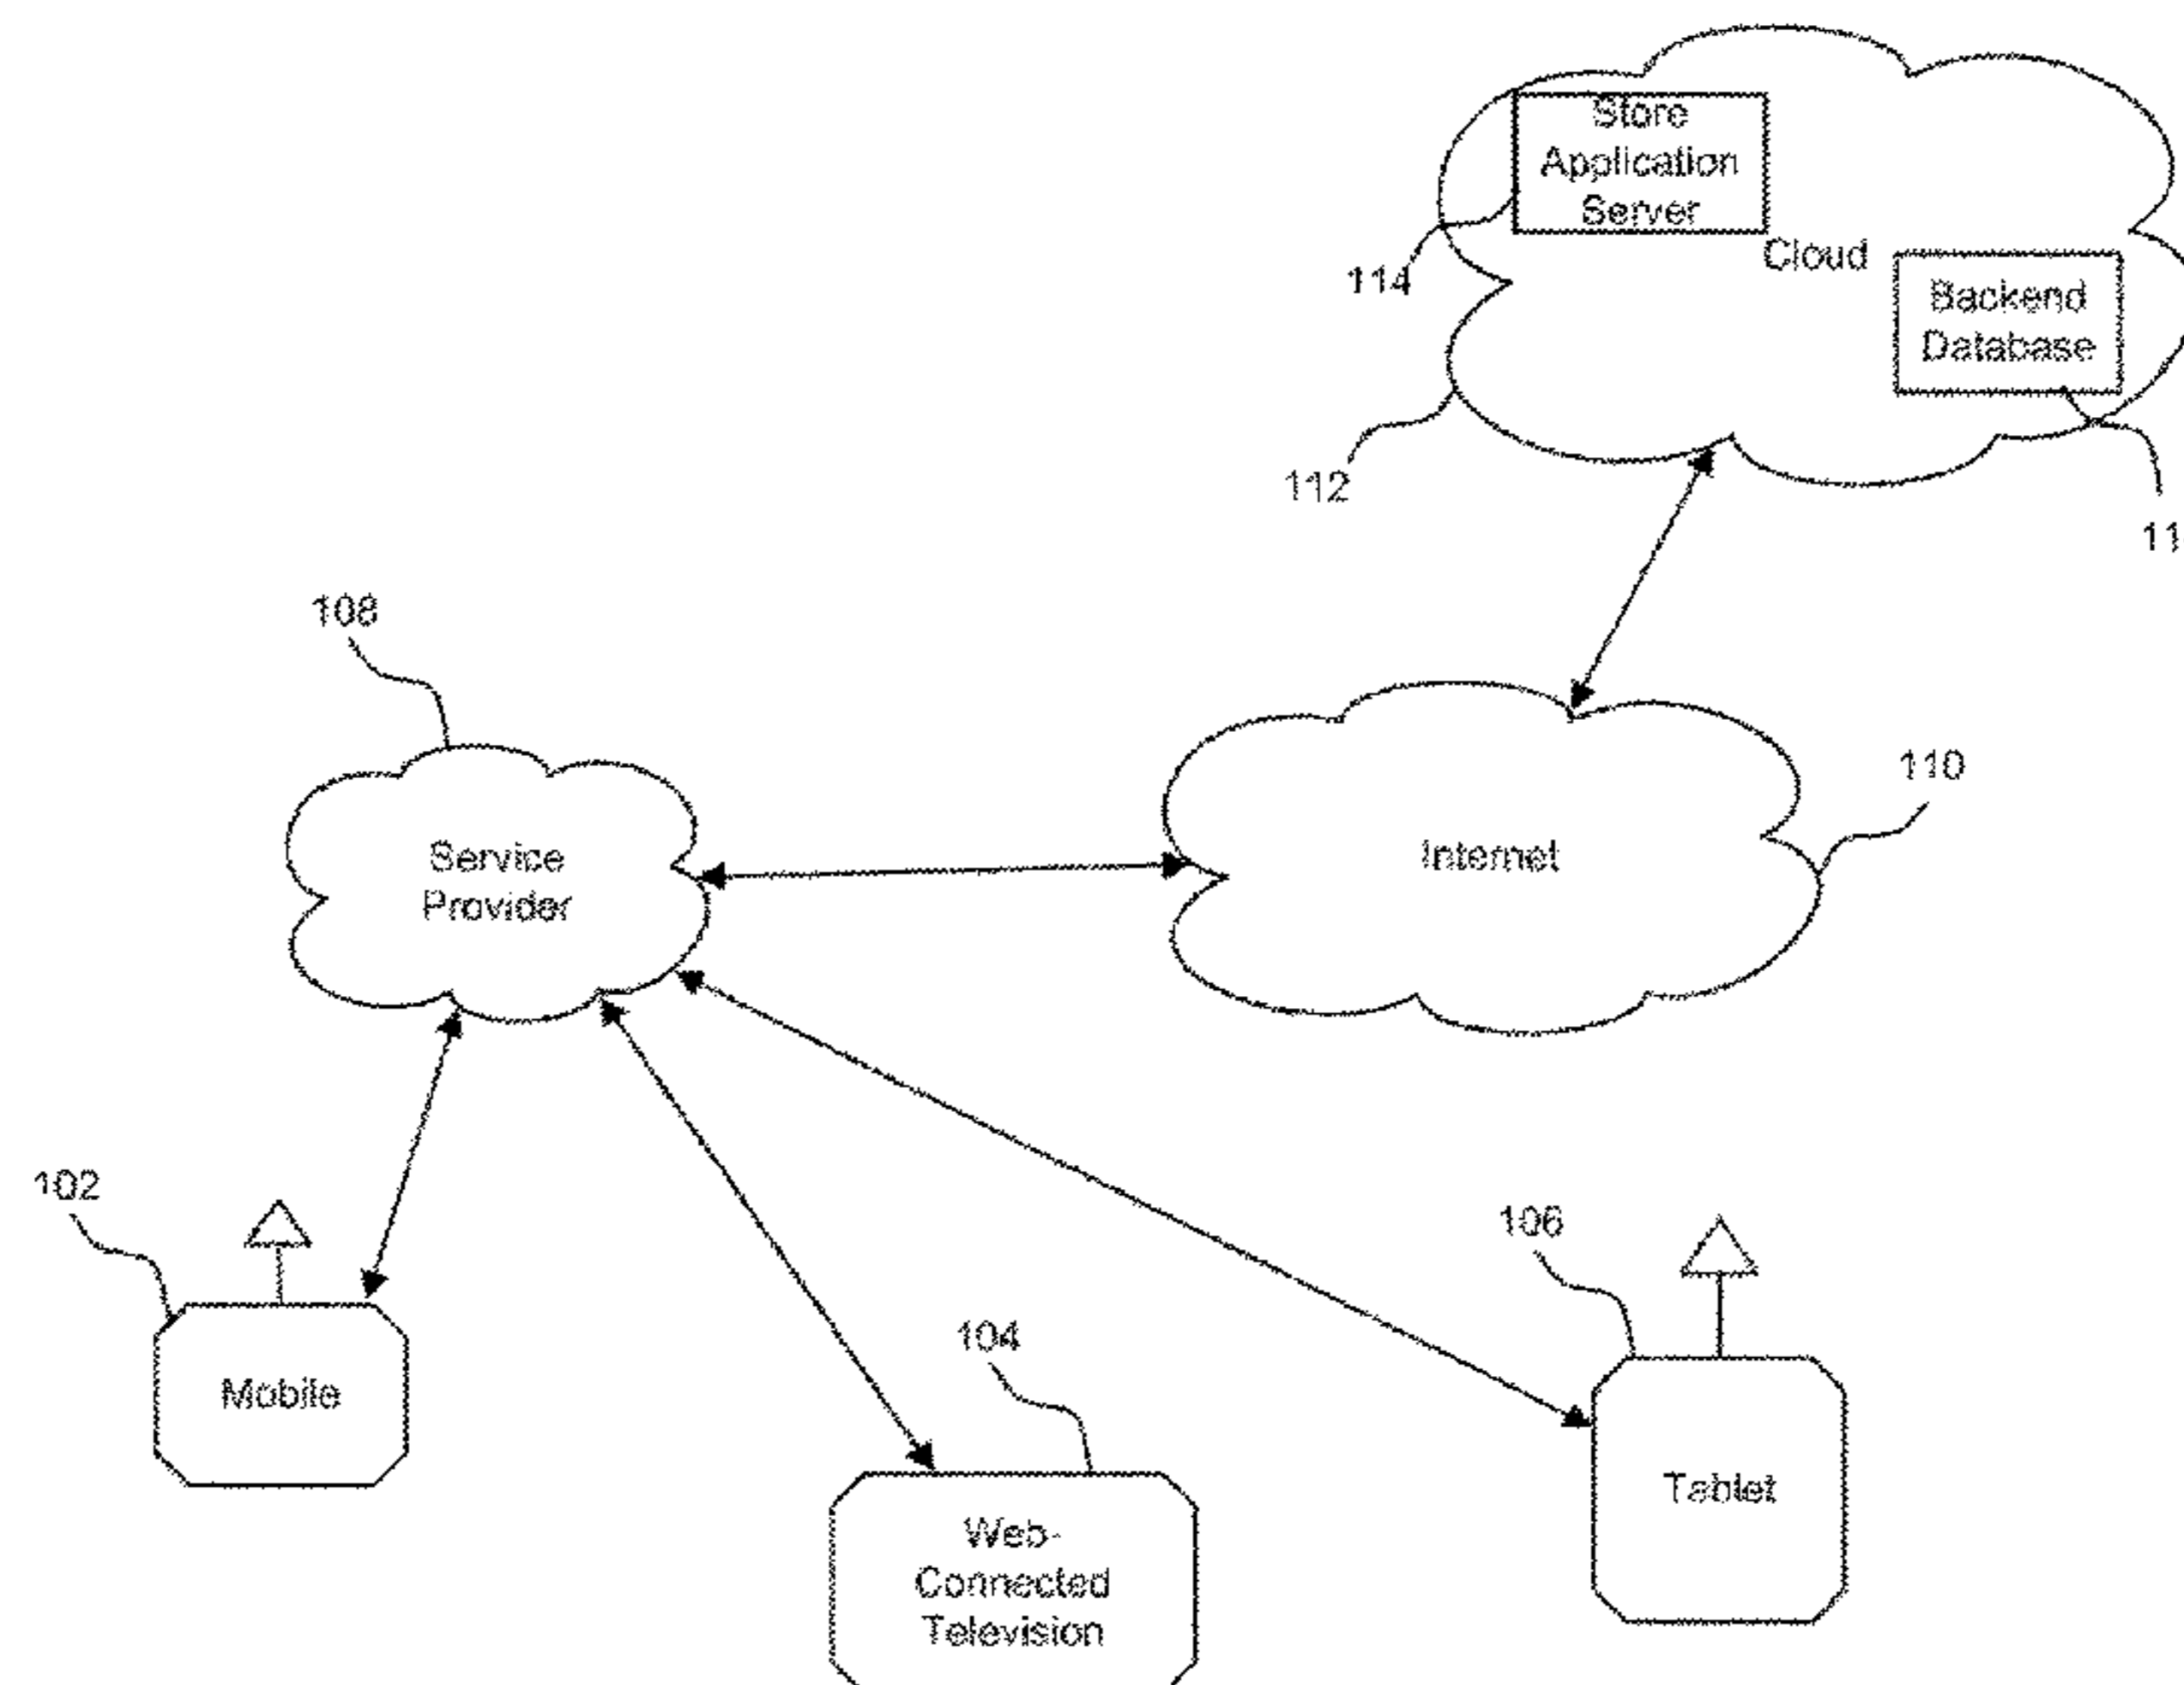 Store
Application
Server
Cloud
Backend
Database
114
112
11
108
110
Service
Provider
Internet
102
106
104
Mobile
Tablet
Web-
Connected
Television